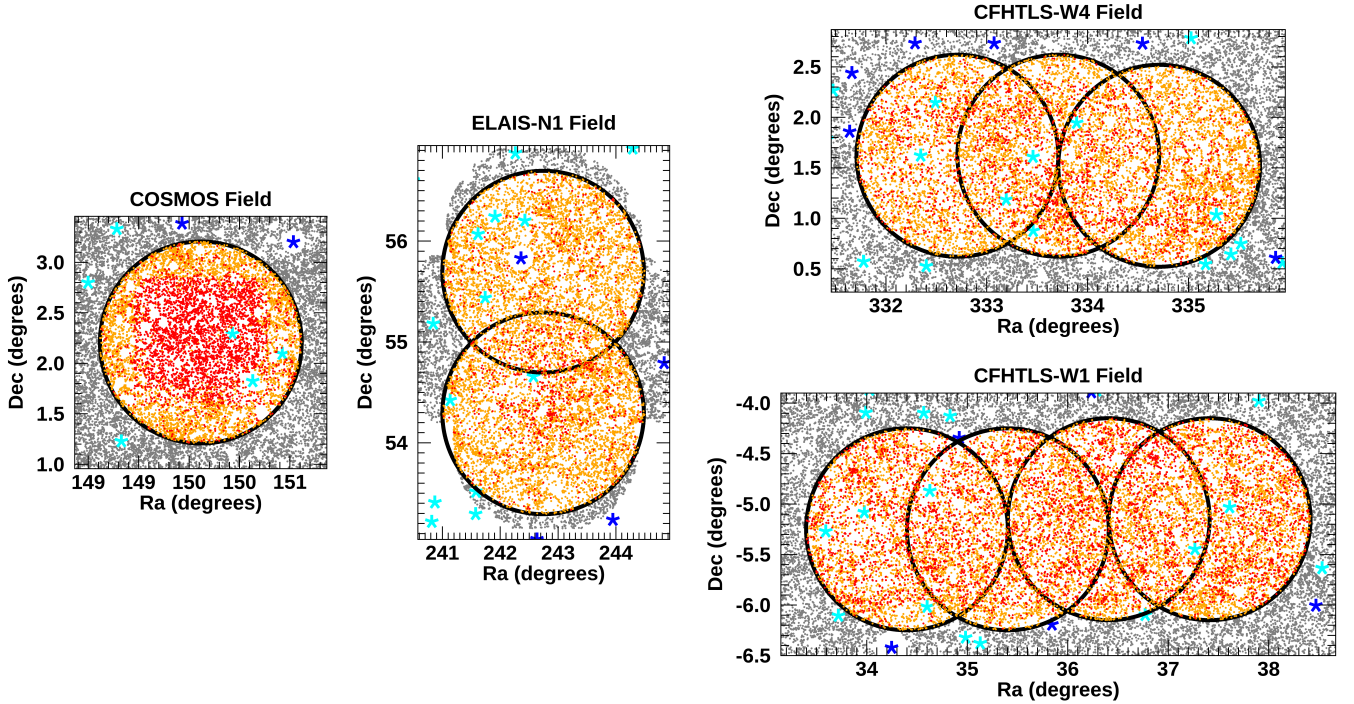 CFHTLS-W4 Field
2.5
2.0
1.5
1.0
0.5
Dec (degrees)
332 333 334 335
Ra (degrees)
ELAIS-N1 Field
56
55
54
Dec (degrees)
241 242 243 244
Ra (degrees)
COSMOS Field
3.0
2.5
2.0
1.5
1.0
Dec (degrees)
149 149 150 150 151
Ra (degrees)
CFHTLS-W1 Field
-4.0
-4.5
-5.0
-5.5
-6.0
-6.5
Dec (degrees)
34 35 36 37 38
Ra (degrees)